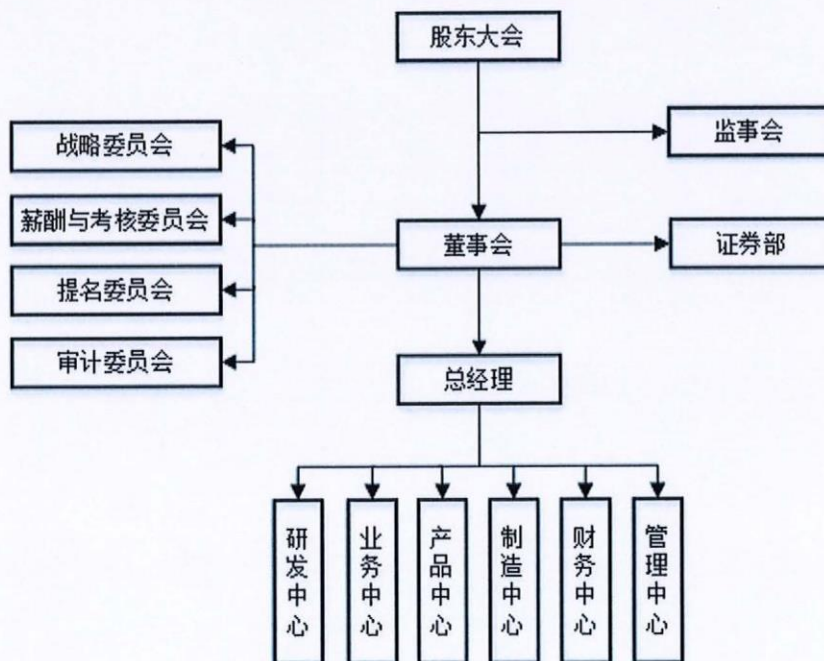 股东大会
监事会
战略委员会
薪酬与考核委员会
董事会
证券部
提名委员会
审计委员会
总经理
研发中心
业务中心
产品中心
制造中心
财务中心
管理中心